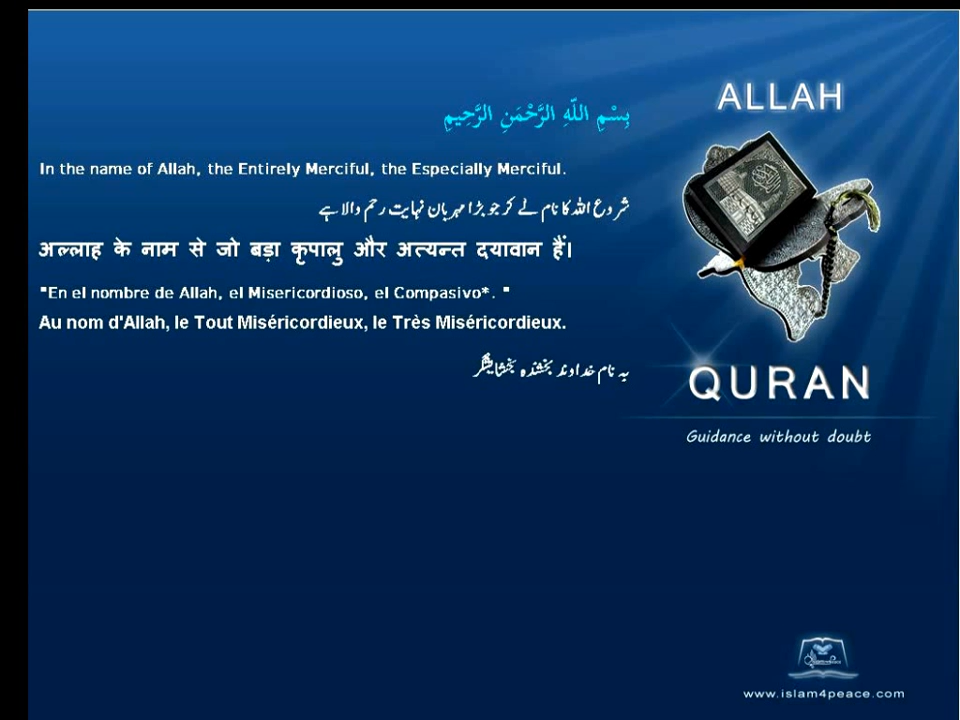 بِسْمِ اللّهِ الرَّحْمَنِ الرَّحِيمِ
In the name of Allah, the Entirely Merciful, the Especially Merciful.
شروع الله کا نام لے کر جو بڑا مہربان نہایت رحم والا ہے
अल्लाह के नाम से जो बड़ा कृपालु और अत्यन्त दयावान हैं।
"En el nombre de Allah, el Misericordioso, el Compasivo*. "
Au nom d'Allah, le Tout Miséricordieux, le Très Miséricordieux.
به نام خداوند بخشنده بخشایشگر
ALLAH
QURAN
Guidance without doubt
www.islam4peace.com